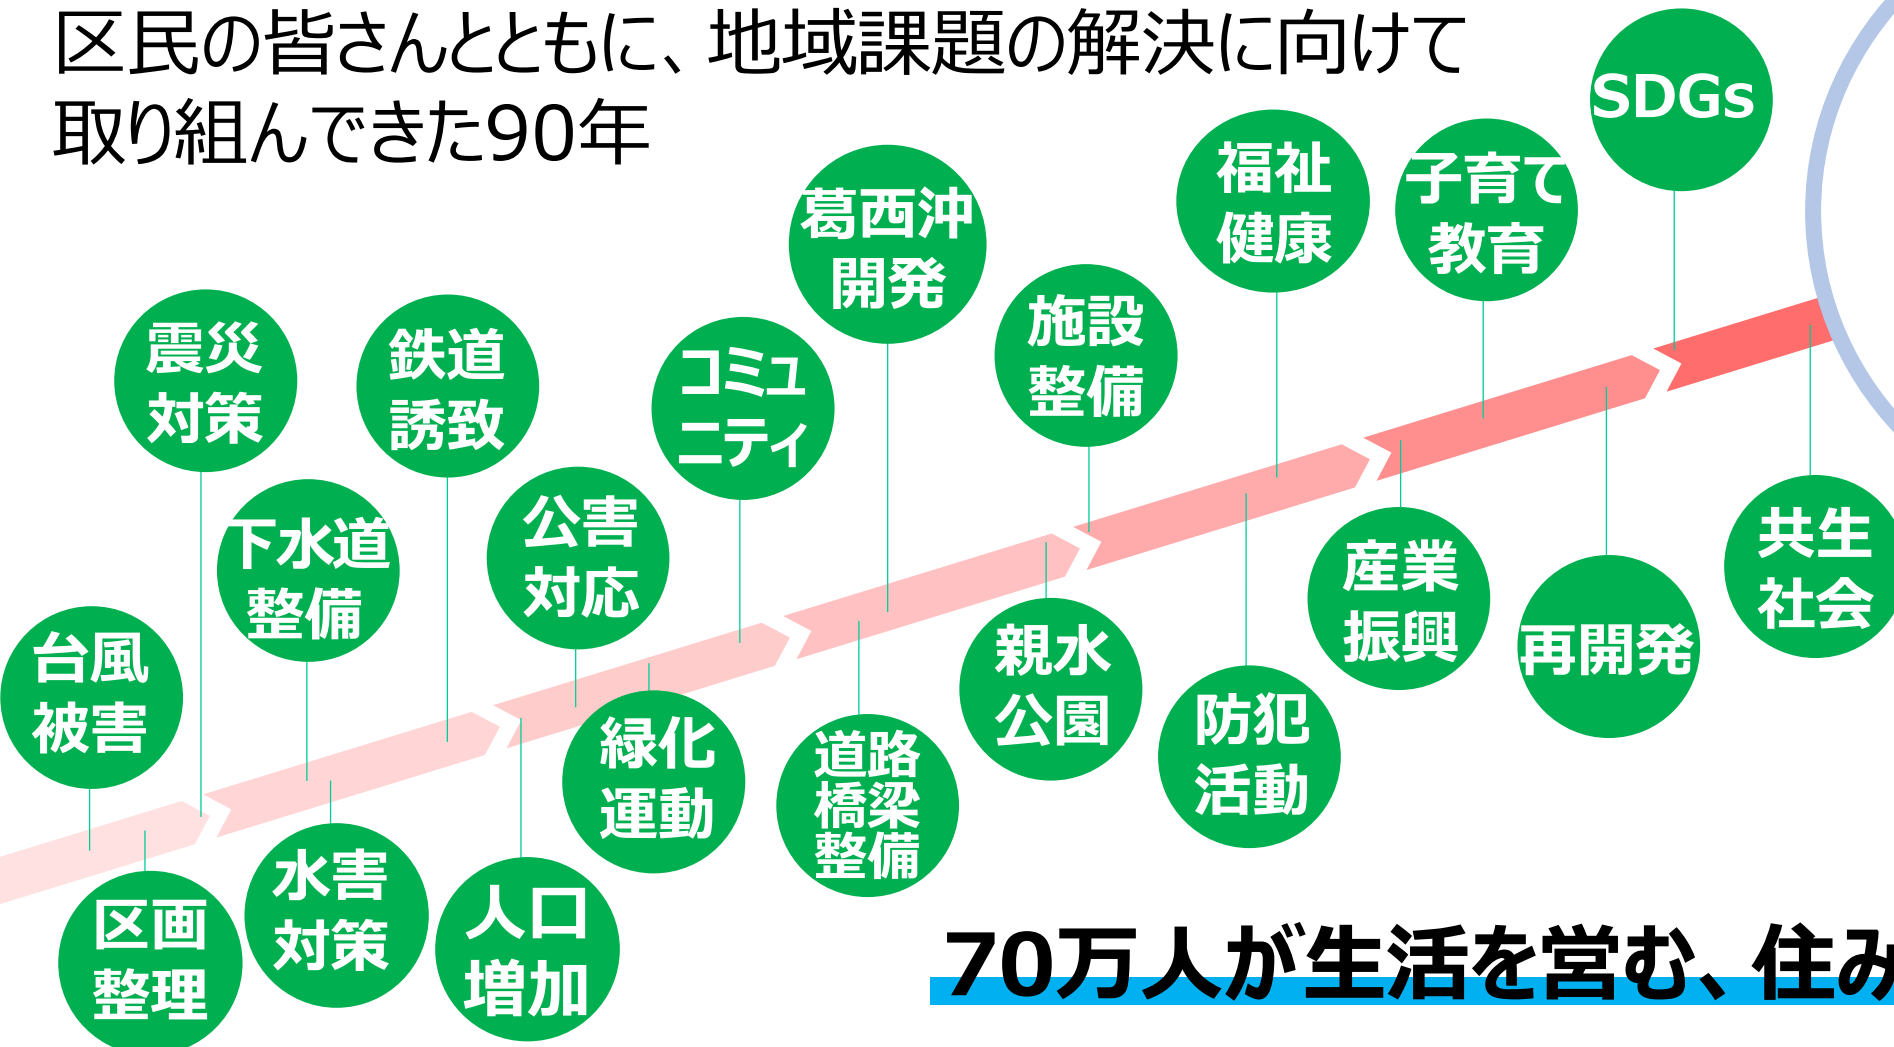 区民の皆さんとともに、地域課題の解決に向けて
取り組んできた90年
SDGs
子育て
教育
福祉
健康
葛西沖
開発
施設
整備
震災
対策
鉄道
誘致
コミュ
ニティ
下水道
整備
公害
対応
台風
被害
共生
社会
産業
振興
再開発
親水
公園
防犯
活動
緑化
運動
道路
橋梁
整備
水害
対策
人口
増加
区画
整理
70万人が生活を営む、住み